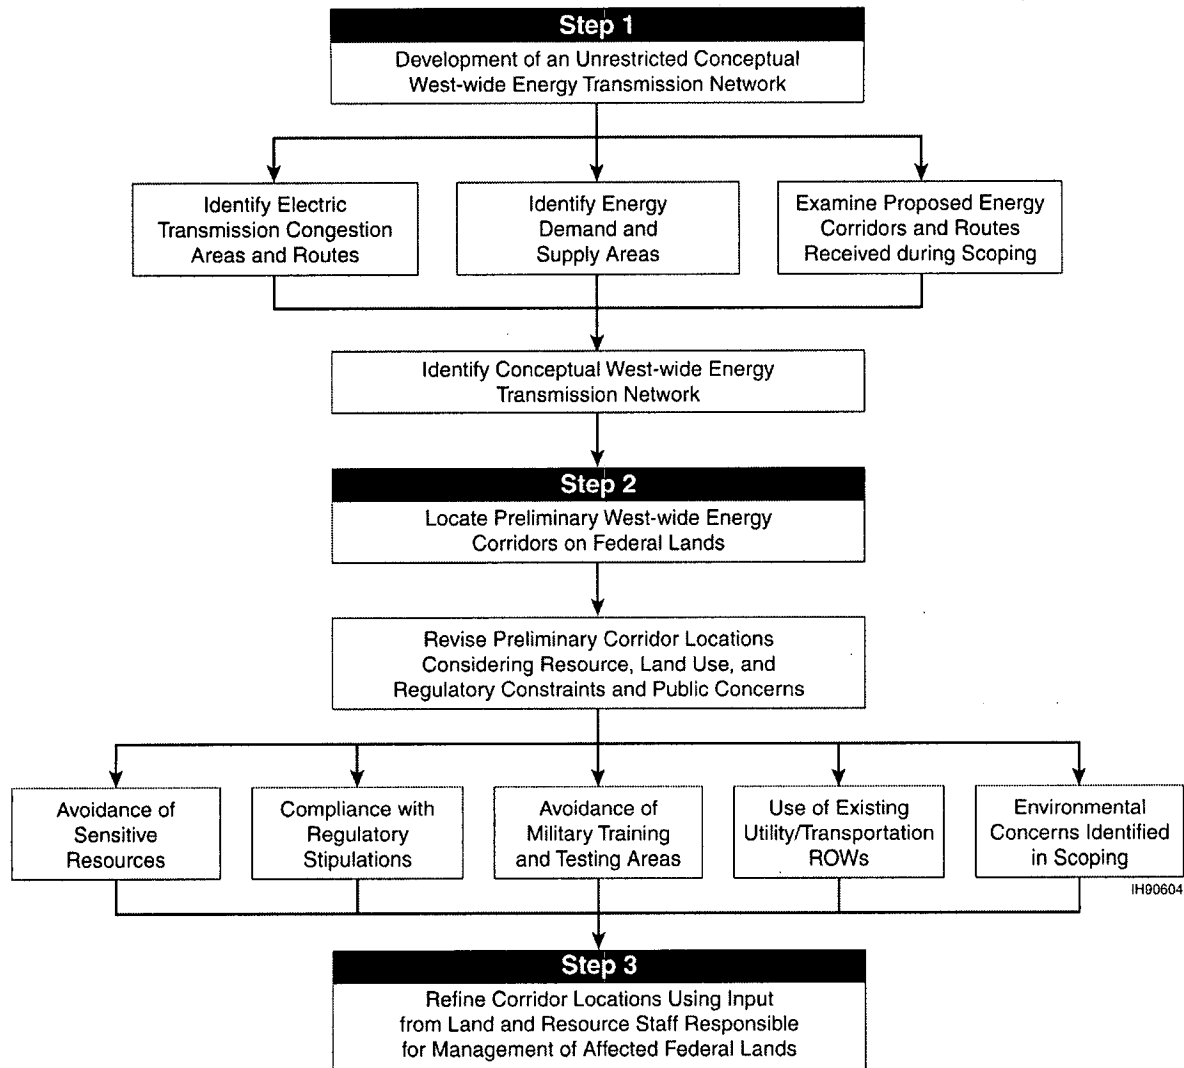 Step 1
Development of an Unrestricted Conceptual
West-wide Energy Transmission Network
Identify Electric
Transmission Congestion
Areas and Routes
Identify Energy
Demand and
Supply Areas
Examine Proposed Energy
Corridors and Routes
Received during Scoping
Identify Conceptual West-wide Energy
Transmission Network
Step 2
Locate Preliminary West-wide Energy
Corridors on Federal Lands
Revise Preliminary Corridor Locations
Considering Resource, Land Use, and
Regulatory Constraints and Public Concerns
Avoidance of
Sensitive
Resources
Compliance with
Regulatory
Stipulations
Avoidance of
Military Training
and Testing Areas
Use of Existing
Utility/Transportation
ROWs
Environmental
Concerns Identified
in Scoping
IH90604
Step 3
Refine Corridor Locations Using Input
from Land and Resource Staff Responsible
for Management of Affected Federal Lands